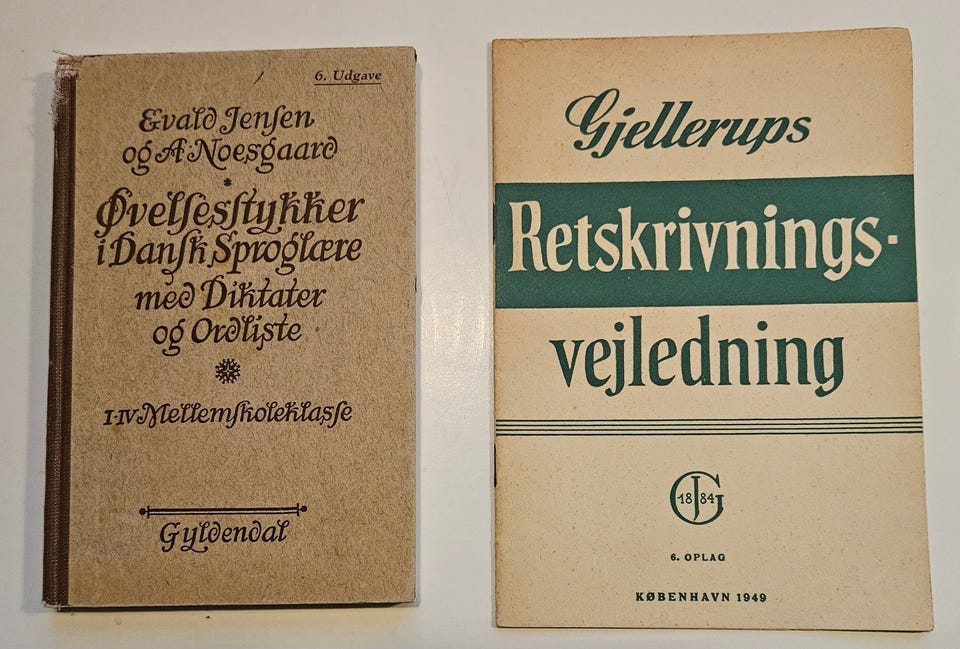 6. Udgave
Evald Jenſen
og A. Noesgaard
Øvelſesſtykker
i Danſk Sproglære
med Diktater
og Ordliſte
I-IV Mellemſkoleklaſſe
Gyldendal
Gjellerups
Retskrivnings-
vejledning
18 JG 84
6. OPLAG
KØBENHAVN 1949